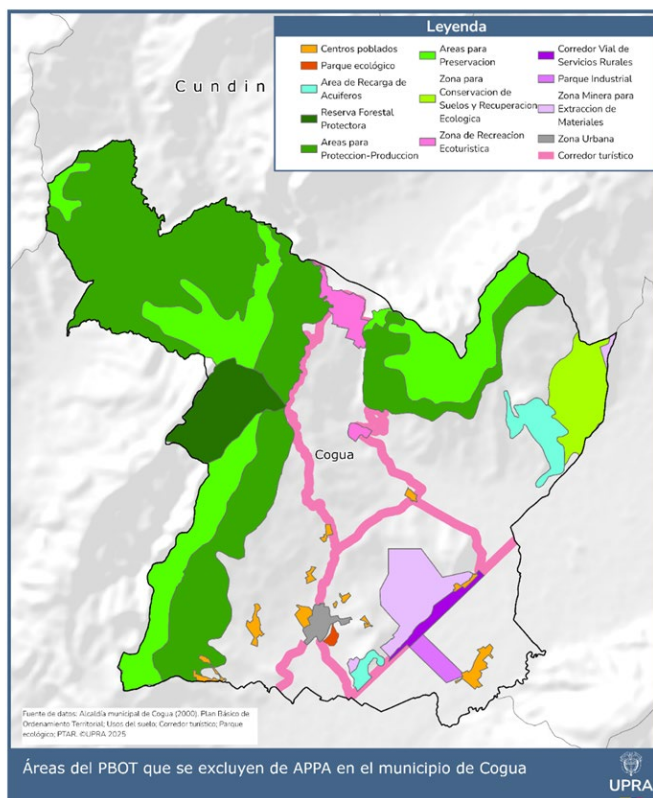 Leyenda
Centros poblados
Parque ecológico
Area de Recarga de
Acuiferos
Reserva Forestal
Protectora
Areas para
Proteccion-Produccion
Areas para
Preservacion
Zona para
Conservacion de
Suelos y Recuperacion
Ecologica
Zona de Recreacion
Ecoturistica
Corredor Vial de
Servicios Rurales
Parque Industrial
Zona Minera para
Extraccion de
Materiales
Zona Urbana
Corredor turístico
Cundin
Cogua
Fuente de datos: Alcaldía municipal de Cogua (2000). Plan Básico de
Ordenamiento Territorial; Usos del suelo; Corredor turístico; Parque
ecológico; PTAR. ©UPRA 2025
Áreas del PBOT que se excluyen de APPA en el municipio de Cogua
UPRA